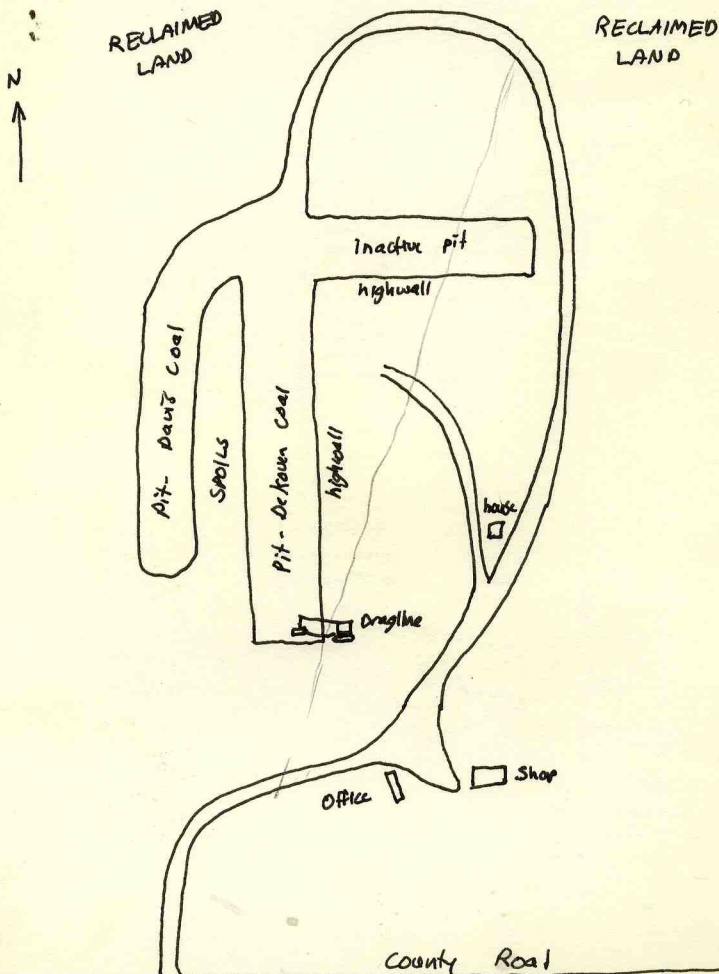 RECLAIMED
LAND
RECLAIMED
LAND
N
Inactive pit
highwall
Pit- Davis Coal
SPOILS
Pit- DeKoven Coal
highwall
house
Dragline
Office
Shop
County Road